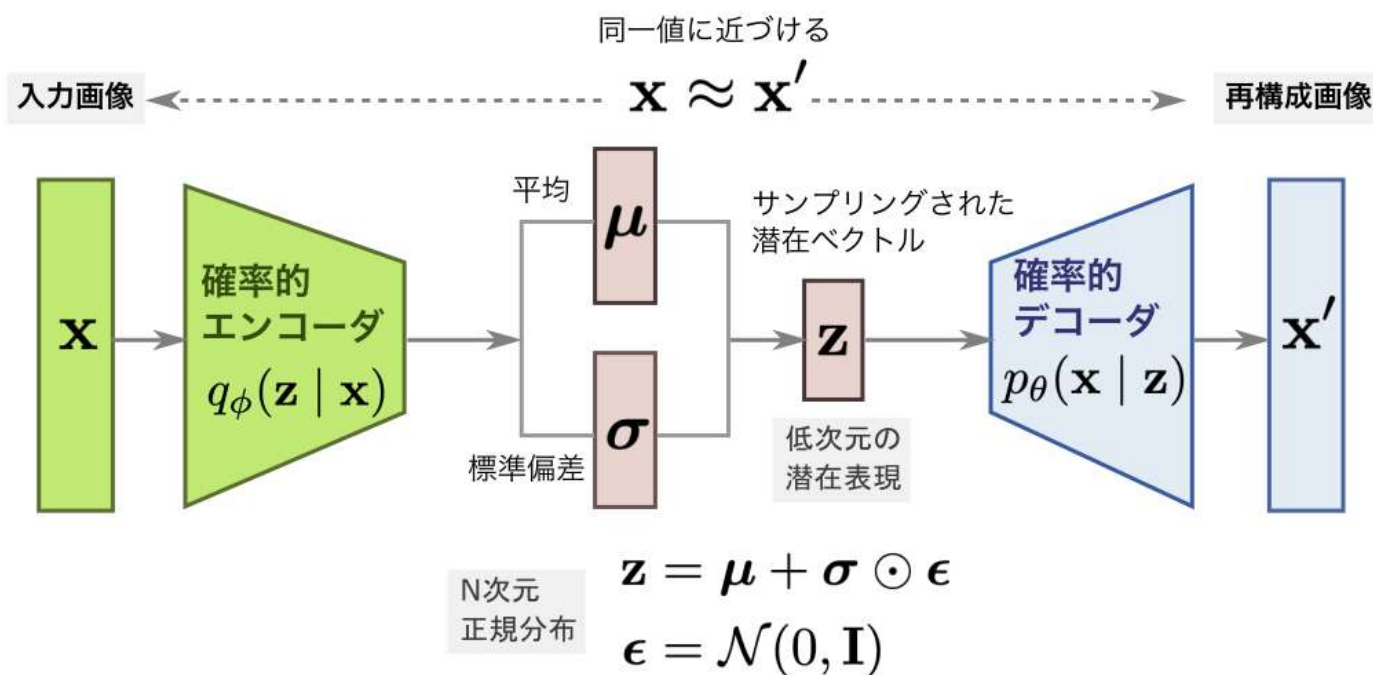 同一値に近づける
入力画像
x ≈ x′
再構成画像
平均
μ
サンプリングされた
潜在ベクトル
x
確率的
エンコーダ
qϕ(z | x)
σ
標準偏差
z
低次元の
潜在表現
確率的
デコーダ
pθ(x | z)
x′
N次元
正規分布
z = μ + σ ⊙ ϵ
ϵ = 𝒩(0, I)